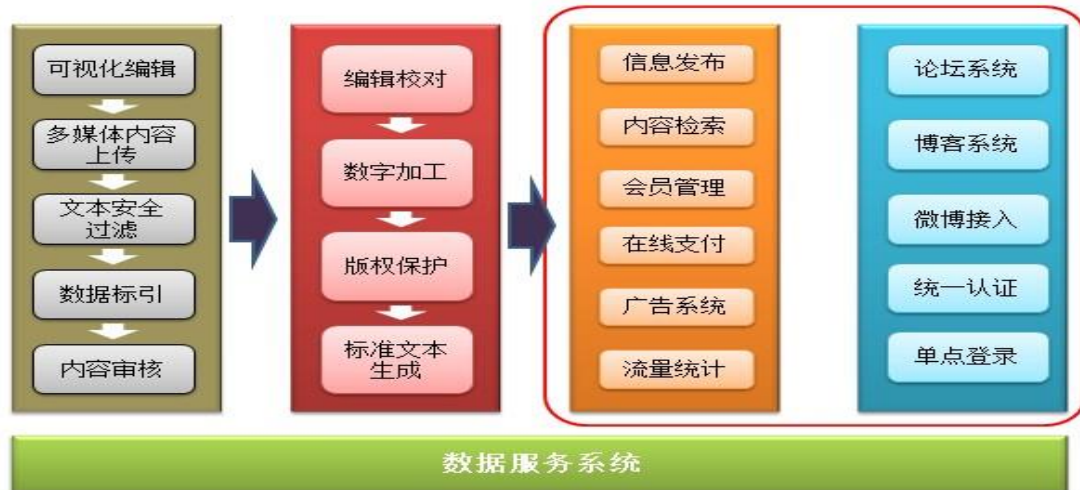 可视化编辑
多媒体内容
上传
文本安全
过滤
数据标引
内容审核
编辑校对
数字加工
版权保护
标准文本
生成
信息发布
内容检索
会员管理
在线支付
广告系统
流量统计
论坛系统
博客系统
微博接入
统一认证
单点登录
数据服务系统